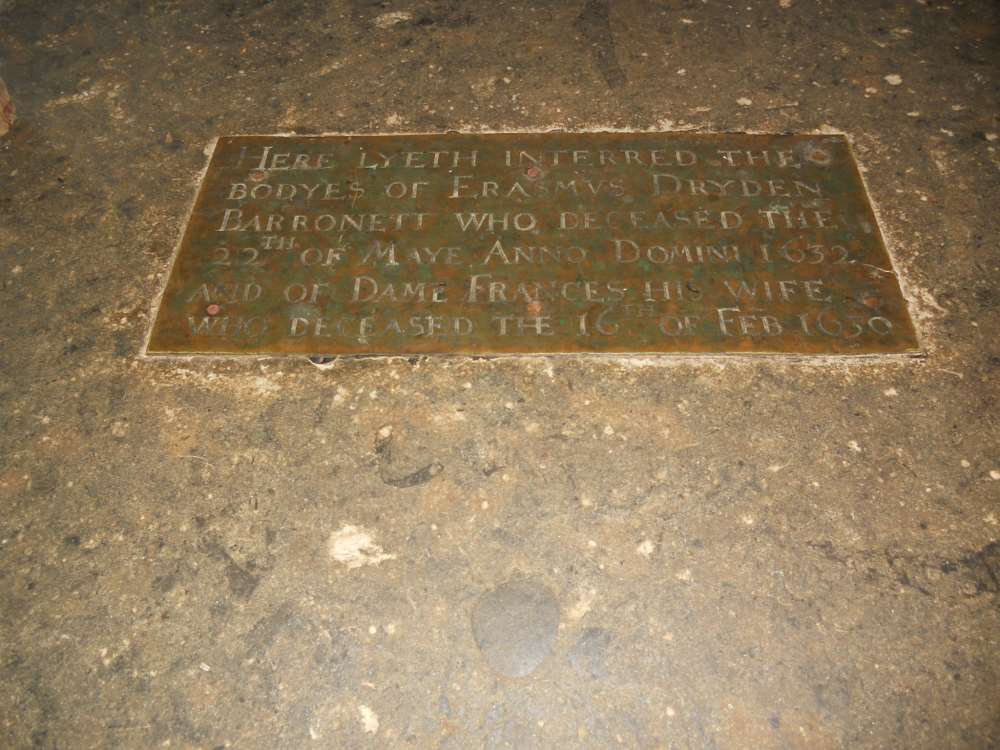 HERE LYETH INTERRED THE
BODYES OF ERASMVS DRYDEN
BARRONETT WHO DECEASED THE
22TH OF MAYE ANNO DOMINI 1632
AND OF DAME FRANCES HIS WIFE
WHO DECEASED THE 16TH OF FEB 1630